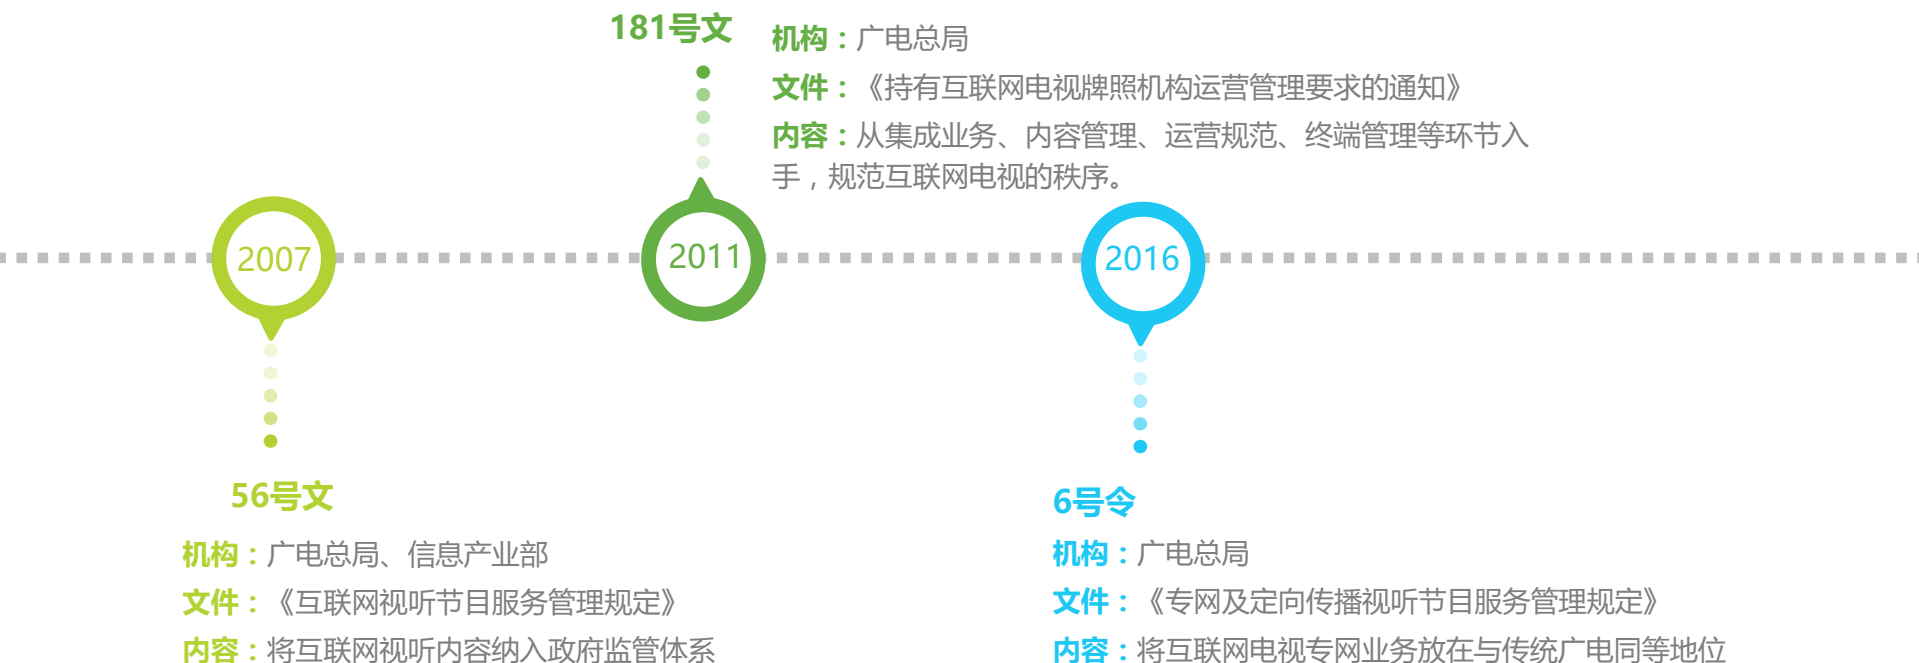 181号文
机构：广电总局
文件：《持有互联网电视牌照机构运营管理要求的通知》
内容：从集成业务、内容管理、运营规范、终端管理等环节入
手，规范互联网电视的秩序。
2007
2011
2016
56号文
机构：广电总局、信息产业部
文件：《互联网视听节目服务管理规定》
内容：将互联网视听内容纳入政府监管体系
6号令
机构：广电总局
文件：《专网及定向传播视听节目服务管理规定》
内容：将互联网电视专网业务放在与传统广电同等地位